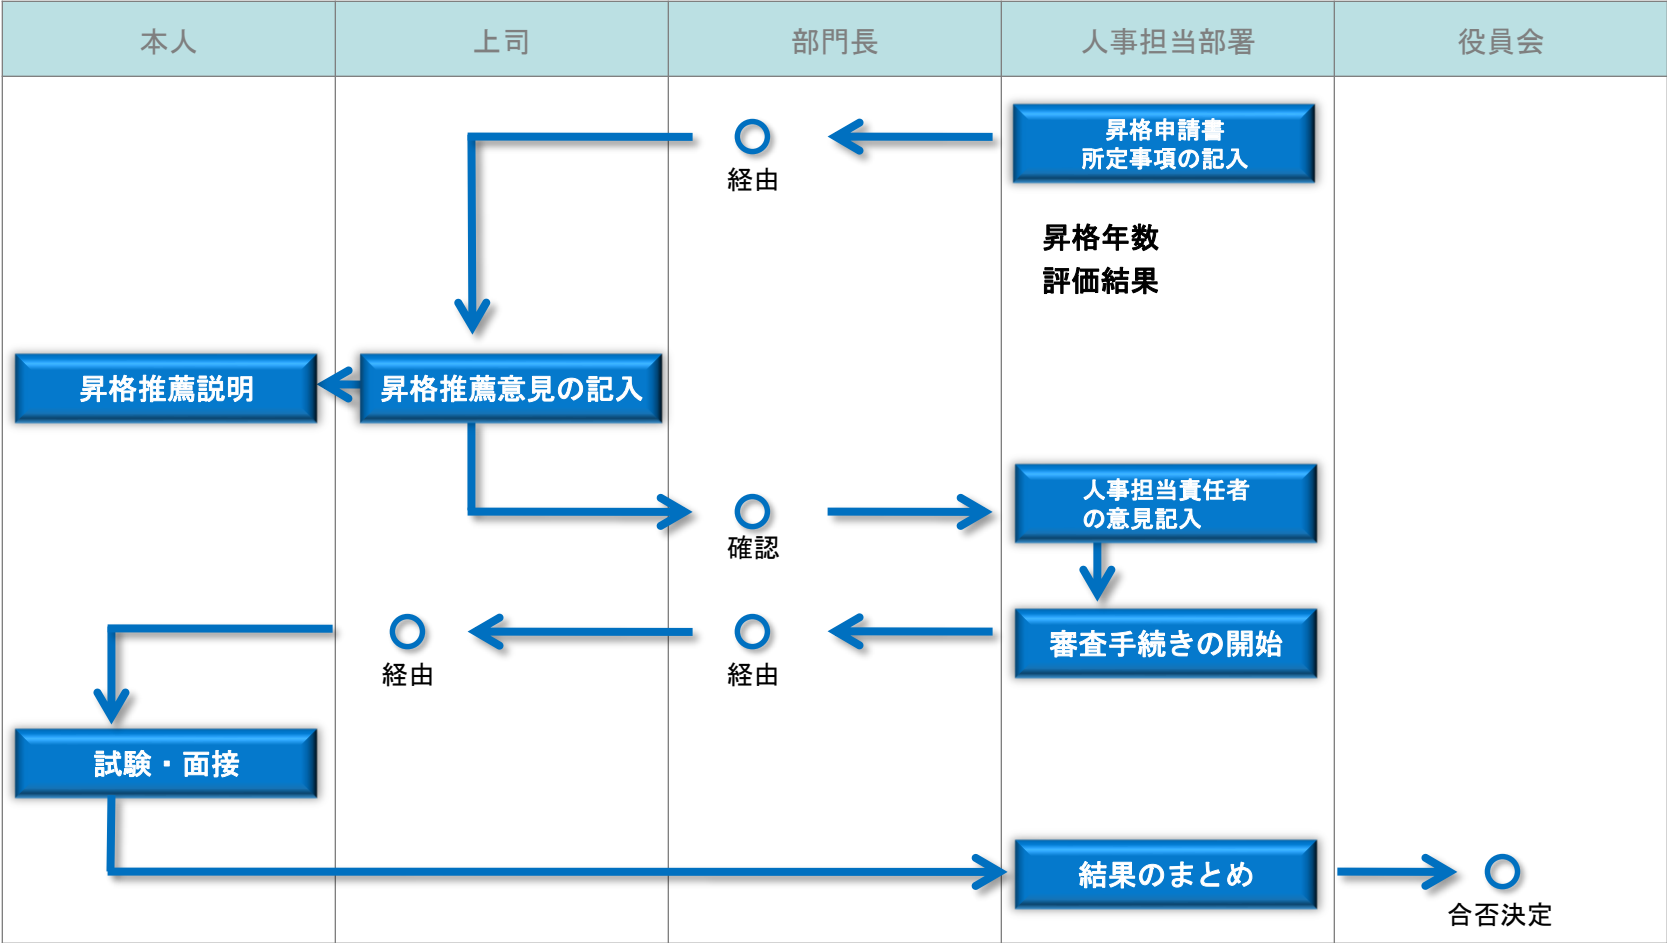 本人
上司
部門長
人事担当部署
役員会
昇格申請書
所定事項の記入
経由
昇格年数
評価結果
昇格推薦説明
昇格推薦意見の記入
人事担当責任者
の意見記入
確認
審査手続きの開始
経由
経由
試験・面接
結果のまとめ
合否決定